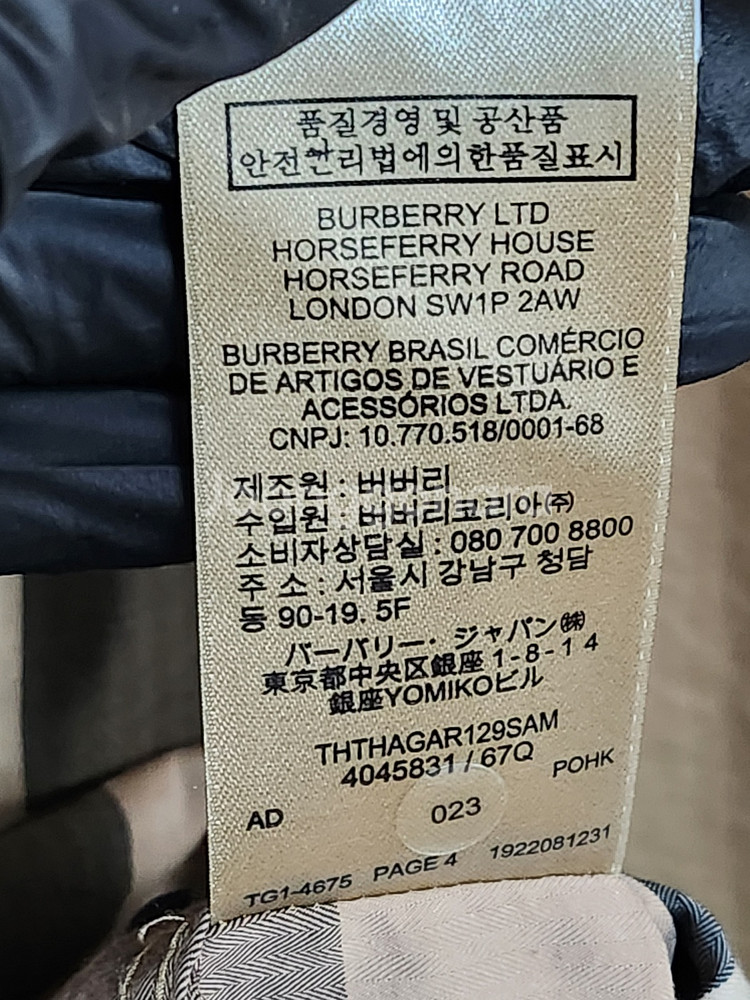 품질경영 및 공산품
안전관리법에의한품질표시
BURBERRY LTD
HORSEFERRY HOUSE
HORSEFERRY ROAD
LONDON SW1P 2AW
BURBERRY BRASIL COMÉRCIO
DE ARTIGOS DE VESTUÁRIO E
ACESSÓRIOS LTDA.
CNPJ: 10.770.518/0001-68
제조원 : 버버리
수입원 : 버버리코리아㈜
소비자상담실 : 080 700 8800
주 소 : 서울시 강남구 청담
동 90-19. 5F
バーバリー・ジャパン㈱
東京都中央区銀座 1-8-1 4
銀座YOMIKOビル
THTHAGAR129SAM
4045831 / 67Q
POHK
AD
023
TG1-4675 PAGE 4 1922081231